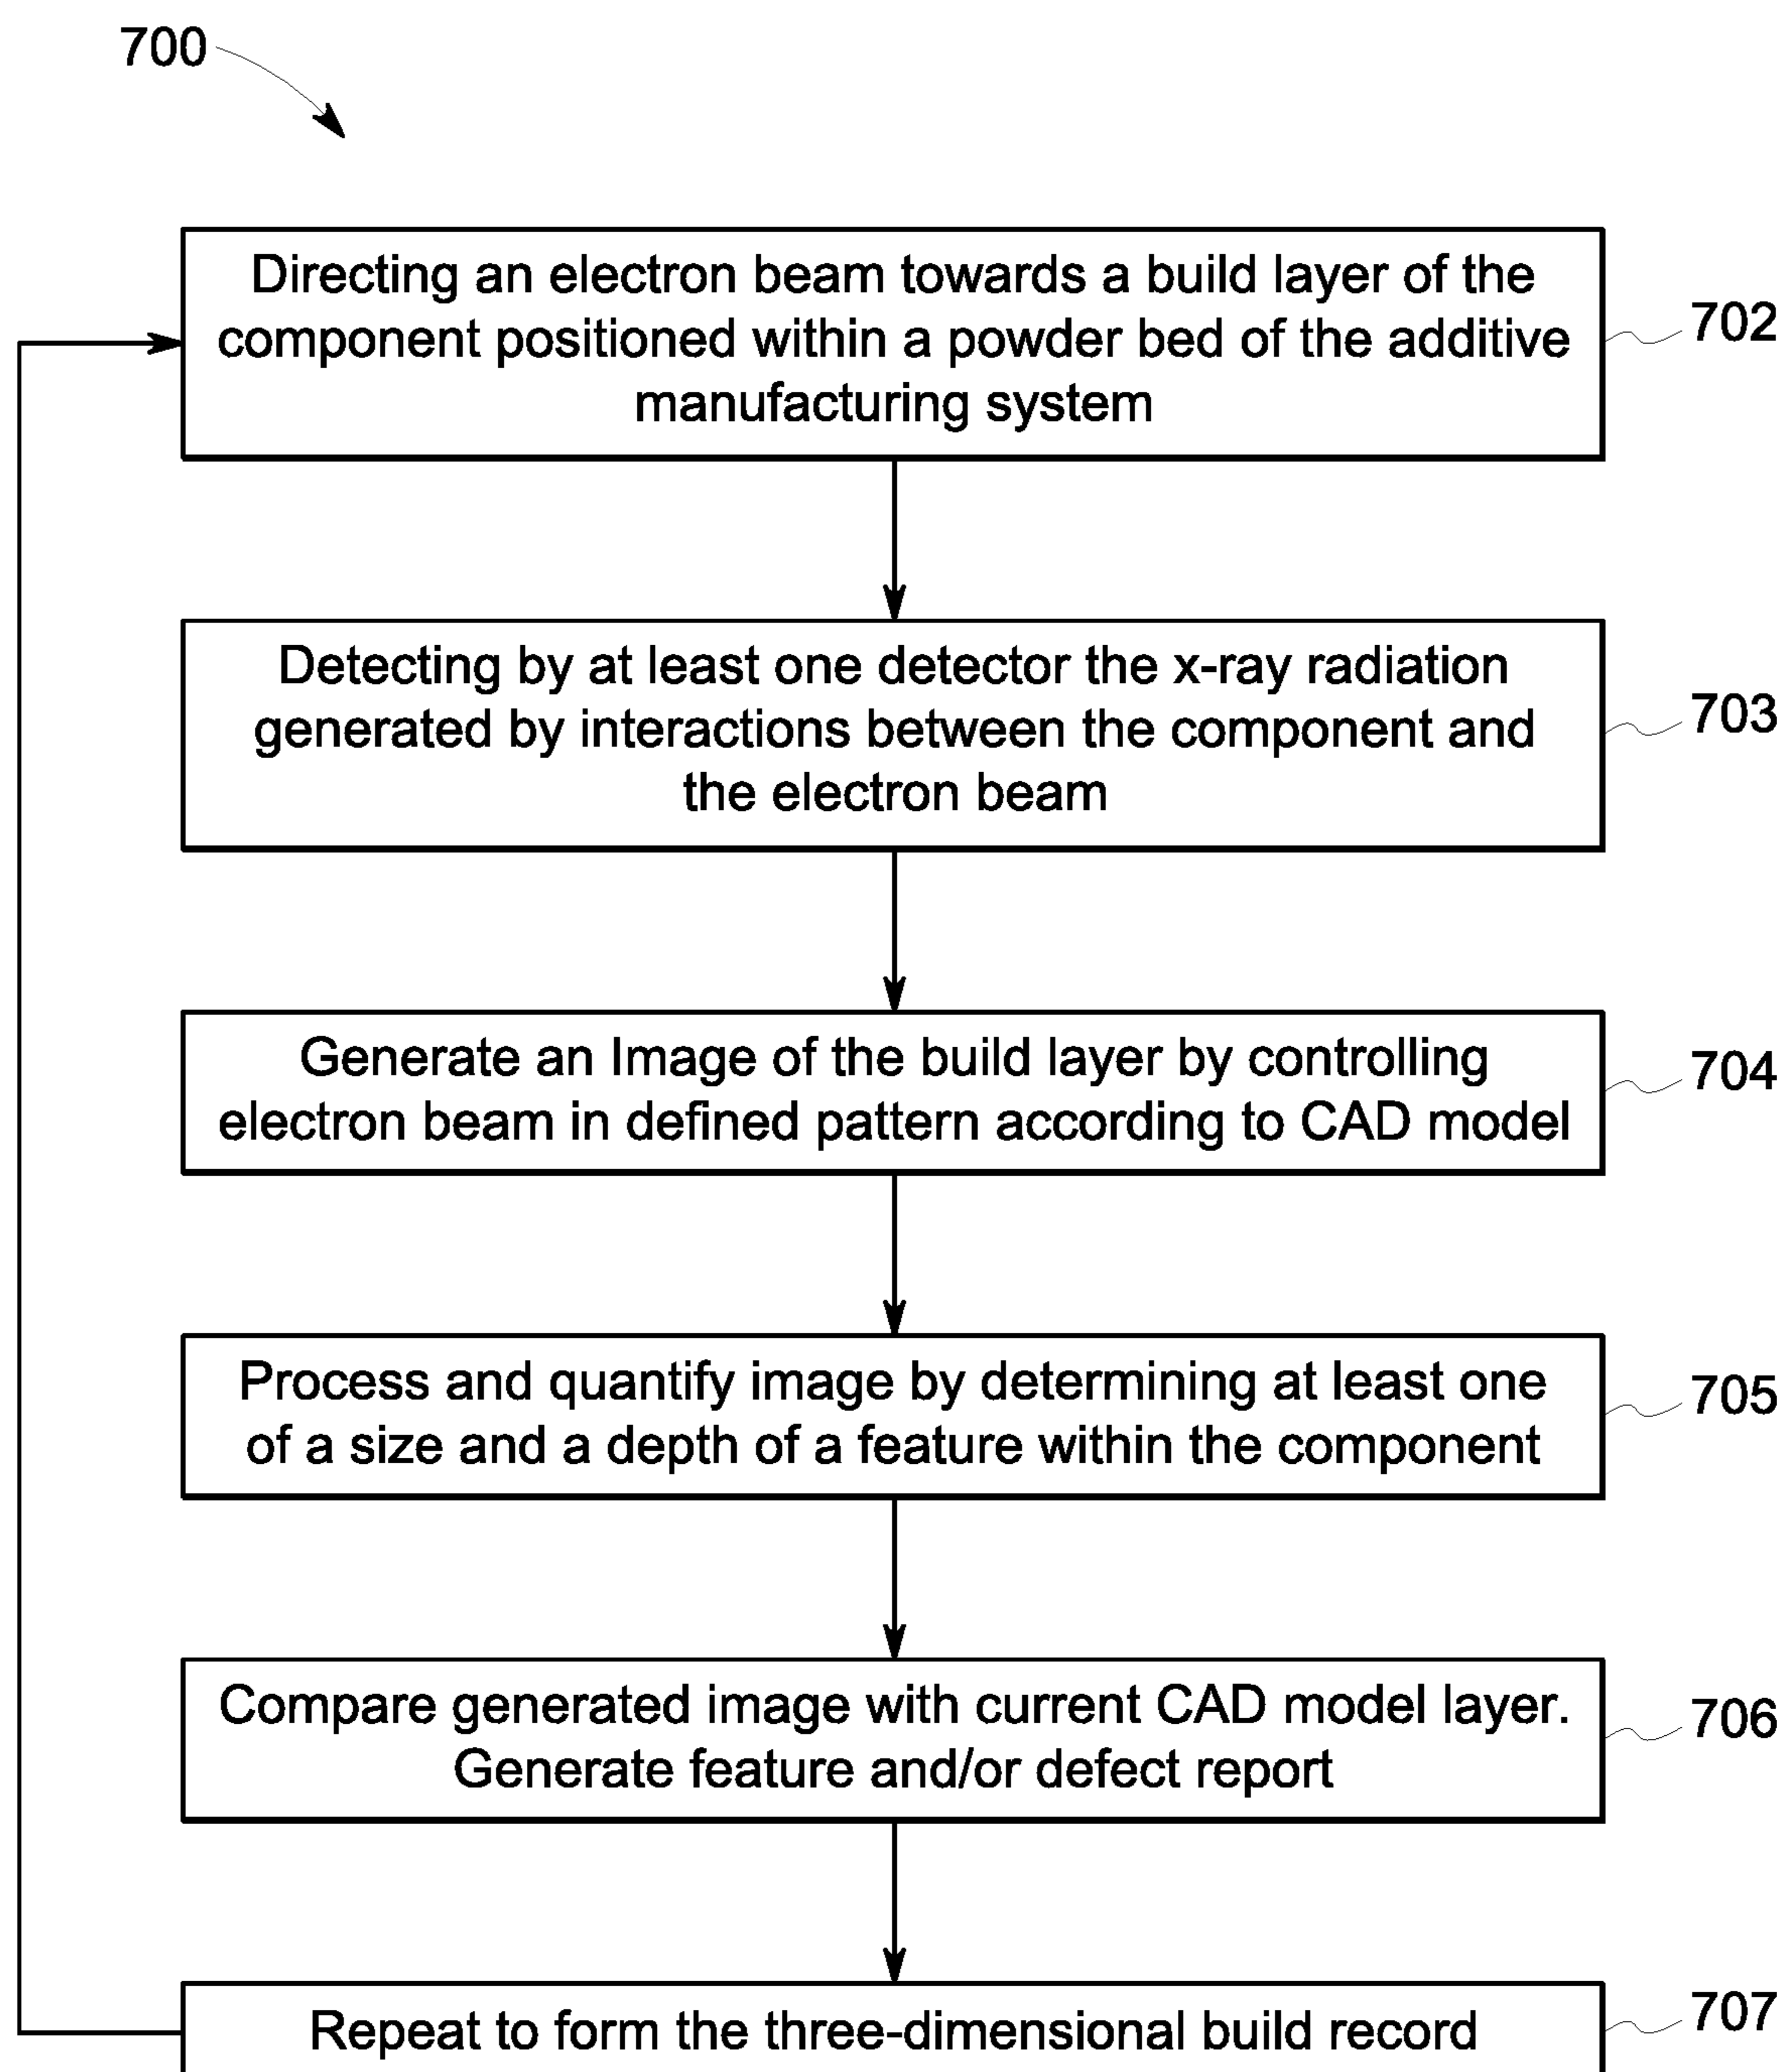 700
Directing an electron beam towards a build layer of the
component positioned within a powder bed of the additive
manufacturing system
702
Detecting by at least one detector the x-ray radiation
generated by interactions between the component and
the electron beam
703
Generate an Image of the build layer by controlling
electron beam in defined pattern according to CAD model
704
Process and quantify image by determining at least one
of a size and a depth of a feature within the component
705
Compare generated image with current CAD model layer.
Generate feature and/or defect report
706
Repeat to form the three-dimensional build record
707